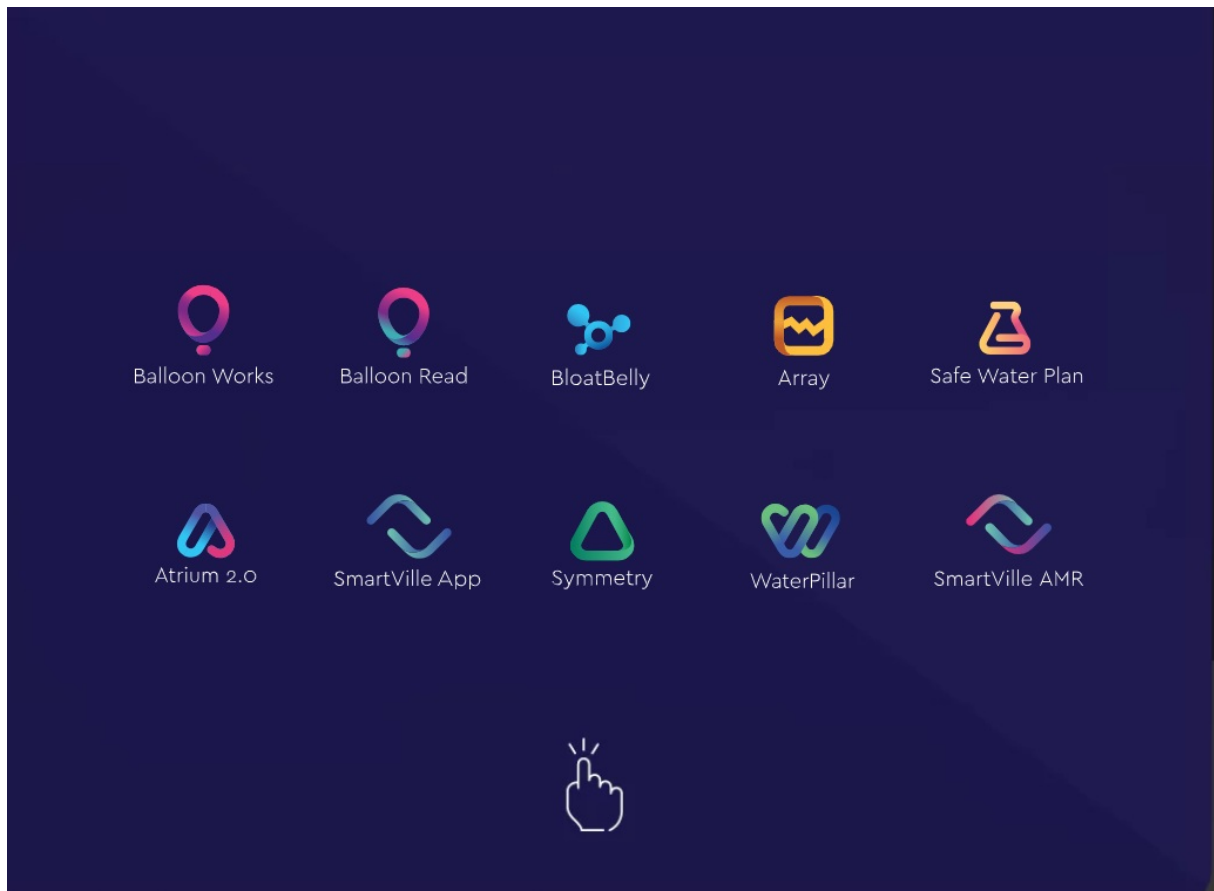 Balloon Works
Balloon Read
BloatBelly
Array
Safe Water Plan
Atrium 2.0
SmartVille App
Symmetry
WaterPillar
SmartVille AMR